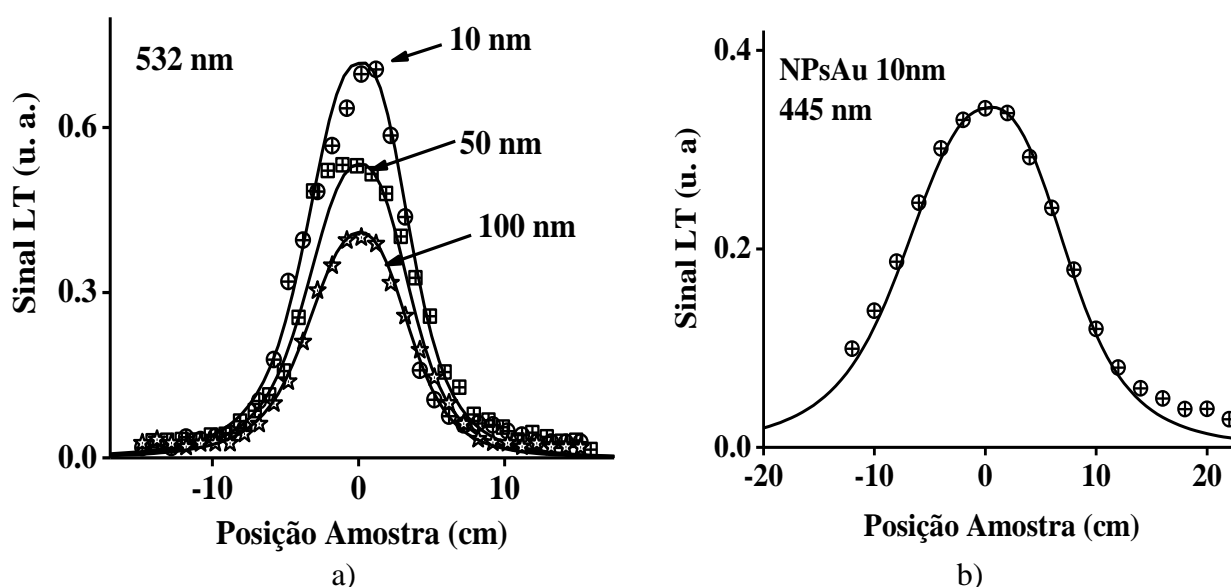 532 nm
10 nm
50 nm
100 nm
Sinal LT (u. a.)
0.6
0.3
0.0
-10
0
10
Posição Amostra (cm)
a)
NPsAu 10nm
445 nm
Sinal LT (u. a)
0.4
0.2
0.0
-20
-10
0
10
20
Posição Amostra (cm)
b)